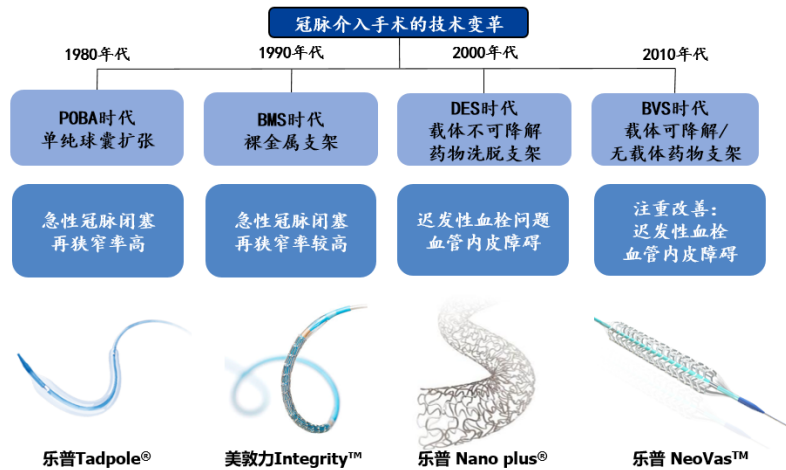 冠脉介入手术的技术变革
1980年代
1990年代
2000年代
2010年代
POBA时代
单纯球囊扩张
BMS时代
裸金属支架
DES时代
载体不可降解
药物洗脱支架
BVS时代
载体可降解/
无载体药物支架
急性冠脉闭塞
再狭窄率高
急性冠脉闭塞
再狭窄率较高
迟发性血栓问题
血管内皮障碍
注重改善：
迟发性血栓
血管内皮障碍
乐普Tadpole®
美敦力Integrity™
乐普 Nano plus®
乐普 NeoVas™